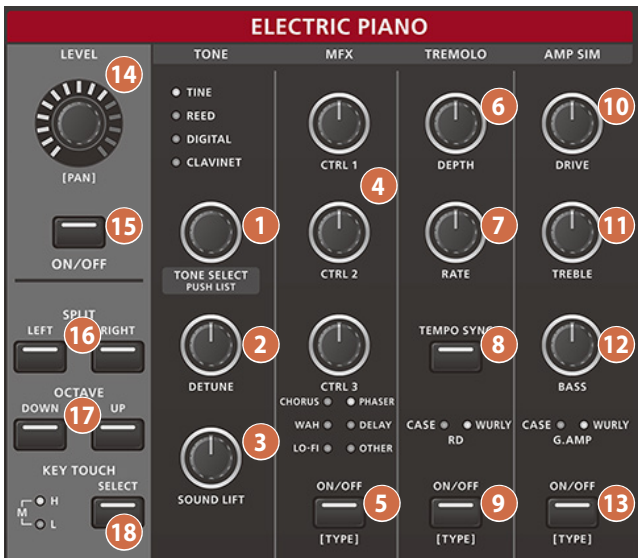 ELECTRIC PIANO
LEVEL
14
[PAN]
15
ON/OFF
SPLIT
LEFT 16 RIGHT
OCTAVE
DOWN 17 UP
KEY TOUCH
SELECT
M H
L
18
TONE
TINE
REED
DIGITAL
CLAVINET
1
TONE SELECT
PUSH LIST
2
DETUNE
3
SOUND LIFT
MFX
CTRL 1
4
CTRL 2
CTRL 3
CHORUS PHASER
WAH DELAY
LO-FI OTHER
ON/OFF
5
[TYPE]
TREMOLO
6
DEPTH
7
RATE
TEMPO SYNC
8
CASE WURLY
RD
ON/OFF
9
[TYPE]
AMP SIM
10
DRIVE
11
TREBLE
12
BASS
CASE WURLY
G.AMP
ON/OFF
13
[TYPE]